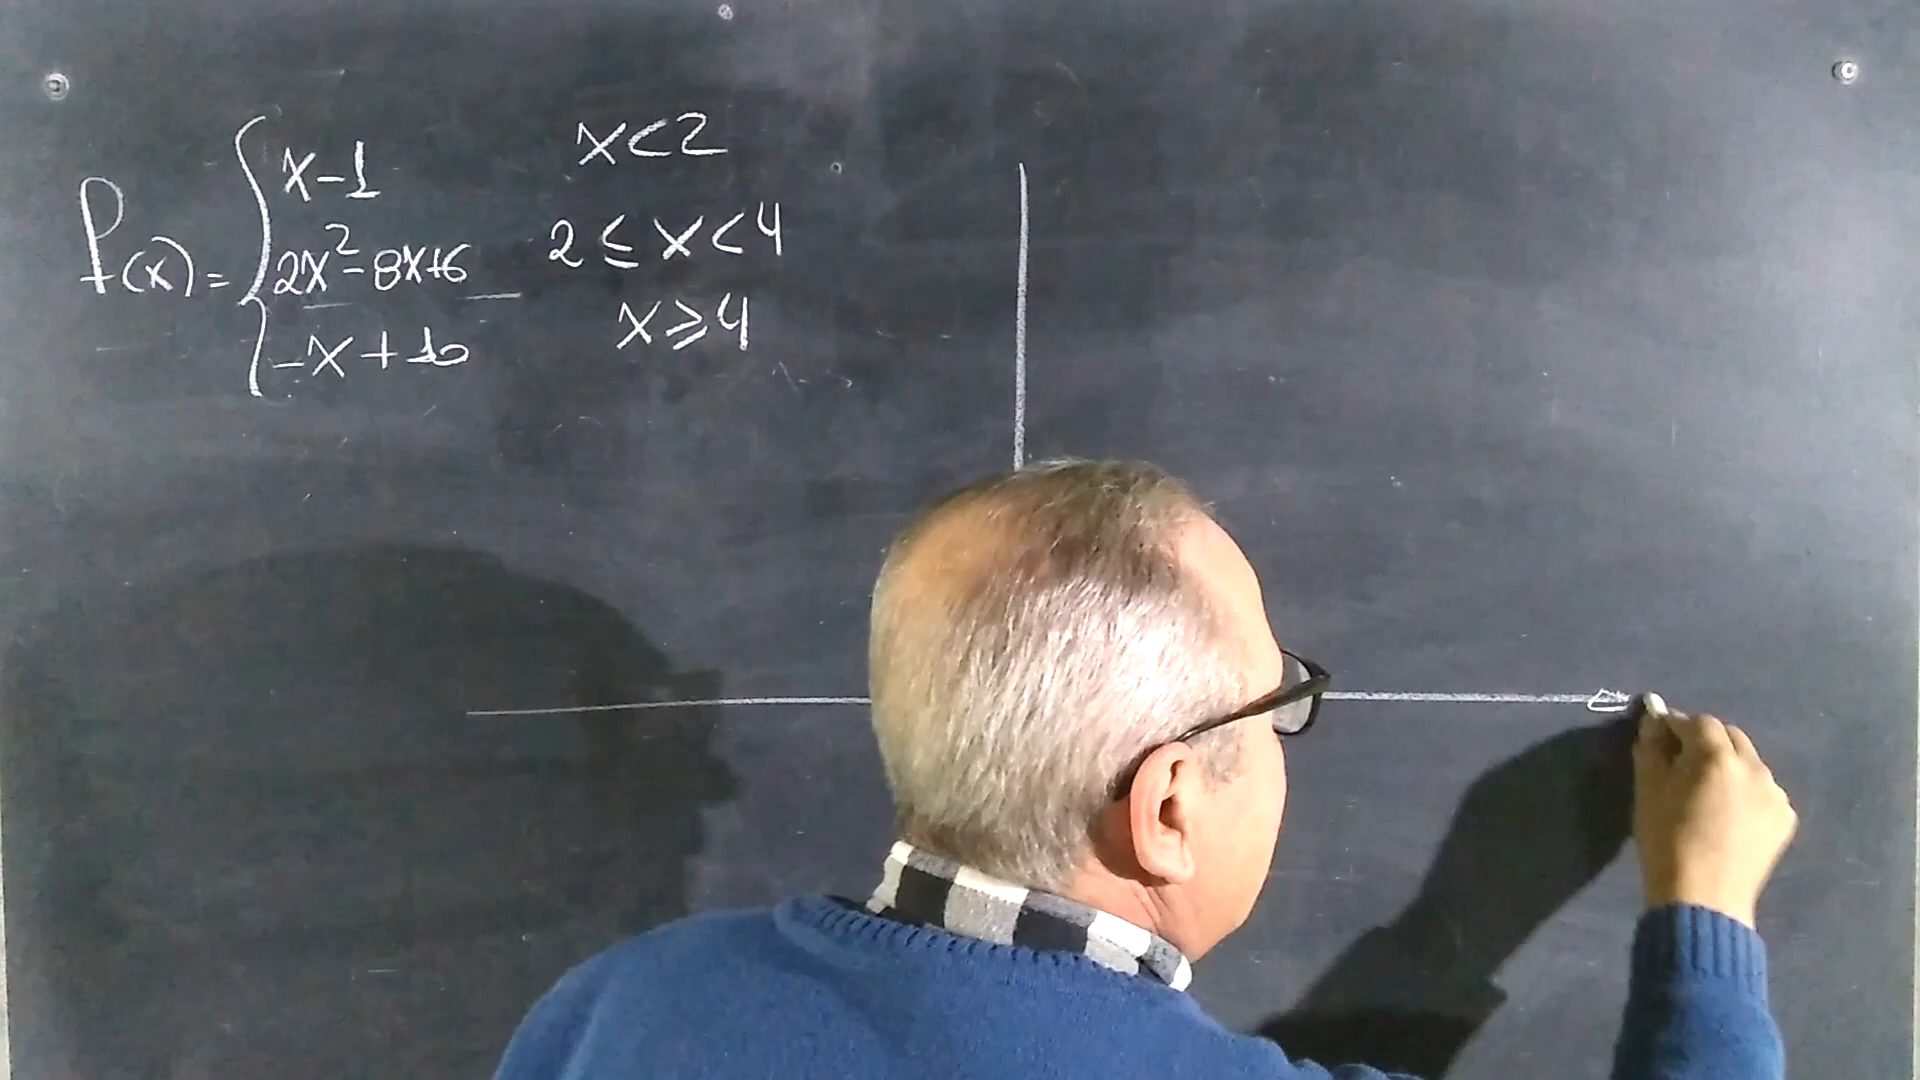 f(x) = { x-1 x<2
2x²-8x+6 2≤x<4
-x+10 x≥4